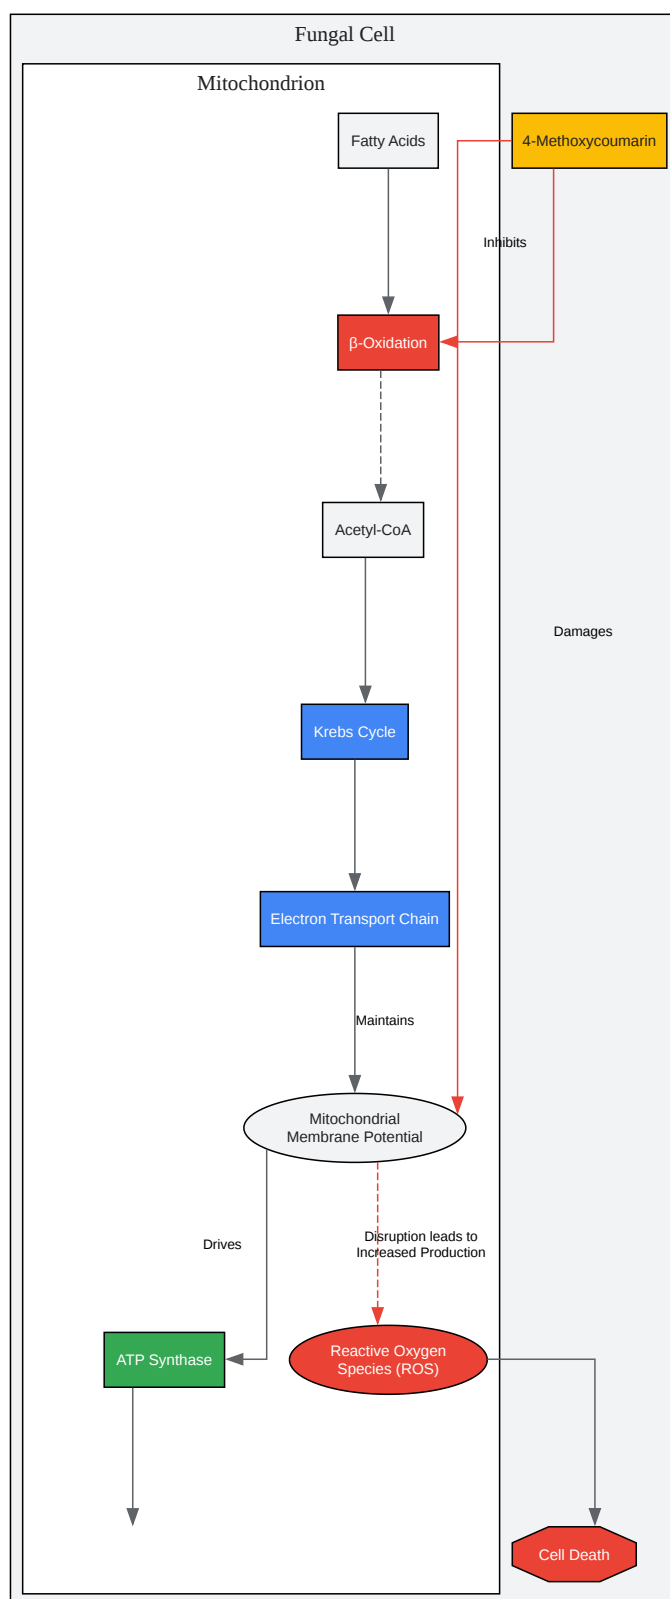 Fungal Cell
Mitochondrion
Fatty Acids
4-Methoxycoumarin
Inhibits
β-Oxidation
Acetyl-CoA
Damages
Krebs Cycle
Electron Transport Chain
Maintains
Mitochondrial
Membrane Potential
Drives
Disruption leads to
Increased Production
ATP Synthase
Reactive Oxygen
Species (ROS)
Cell Death